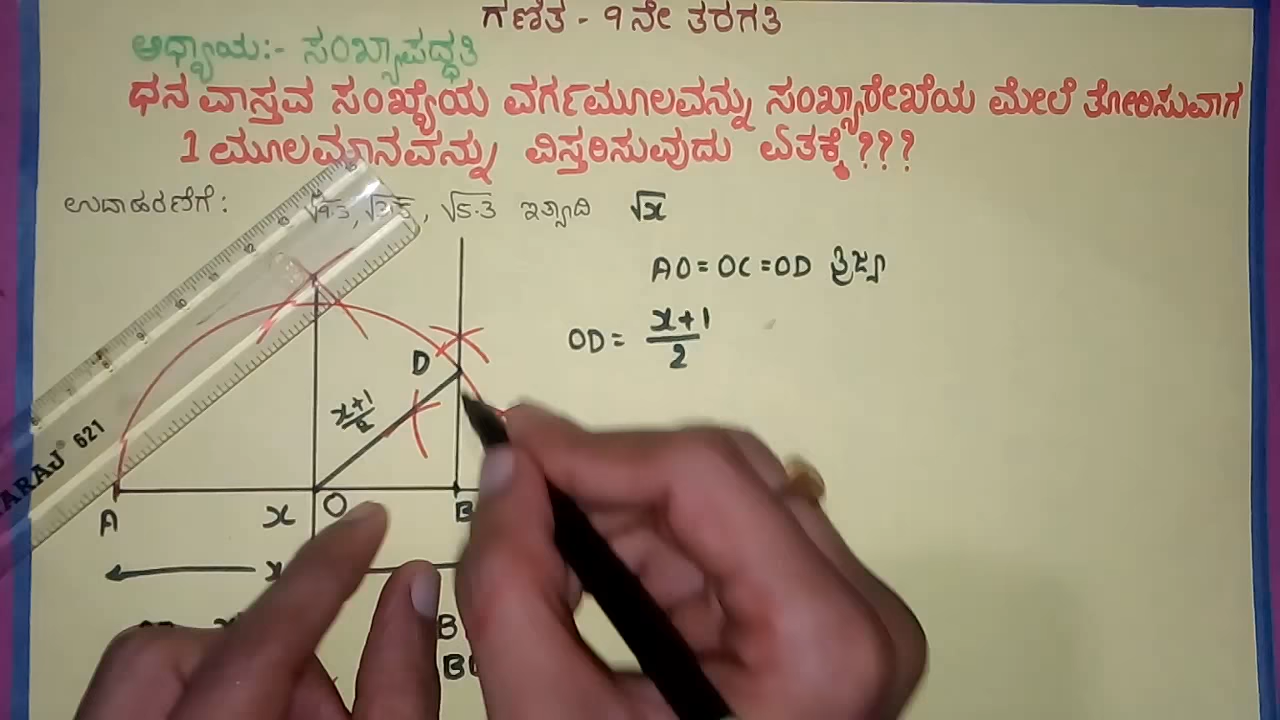 ಗಣಿತ - 9 ನೇ ತರಗತಿ
ಅಧ್ಯಾಯ:- ಸಂಖ್ಯಾಪದ್ಧತಿ
ಧನ ವಾಸ್ತವ ಸಂಖ್ಯೆಯ ವರ್ಗಮೂಲವನ್ನು ಸಂಖ್ಯಾರೇಖೆಯ ಮೇಲೆ ತೋರಿಸುವಾಗ
1 ಮೂಲಮಾನವನ್ನು ವಿಸ್ತರಿಸುವುದು ಏತಕ್ಕೆ ???
ಉದಾಹರಣೆಗೆ: √9.3, √5.3 ಇತ್ಯಾದಿ √x
AO = OC = OD ತ್ರಿಜ್ಯ
OD = x+1/2
D
x+1/2
A x O B
x
B
B
621